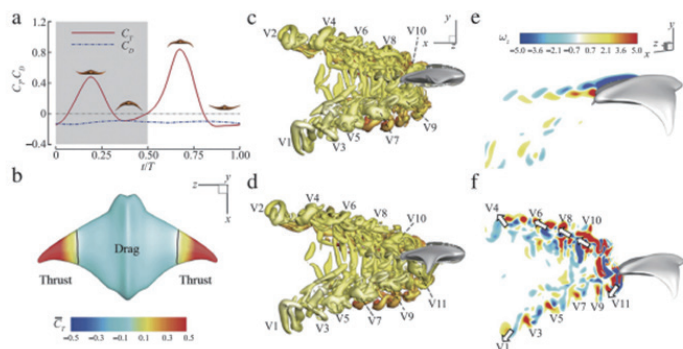 a
C_T
C_D
C_T,C_D
1.2
0.8
0.4
0
−0.4
0
0.25
0.50
0.75
1.00
t/T
b
z
y
x
Drag
Thrust
Thrust
C̅_T
−0.5
−0.3
−0.1
0.1
0.3
0.5
c
V2
V4
V6
V8
V10
x
y
z
V1
V3
V5
V7
V9
d
V2
V4
V6
V8
V10
V1
V3
V5
V7
V9
V11
e
ω_z
−5.0
−3.6
−2.1
−0.7
0.7
2.1
3.6
5.0
y
x
z
f
V4
V6
V8
V10
V1
V3
V5
V7
V9
V11